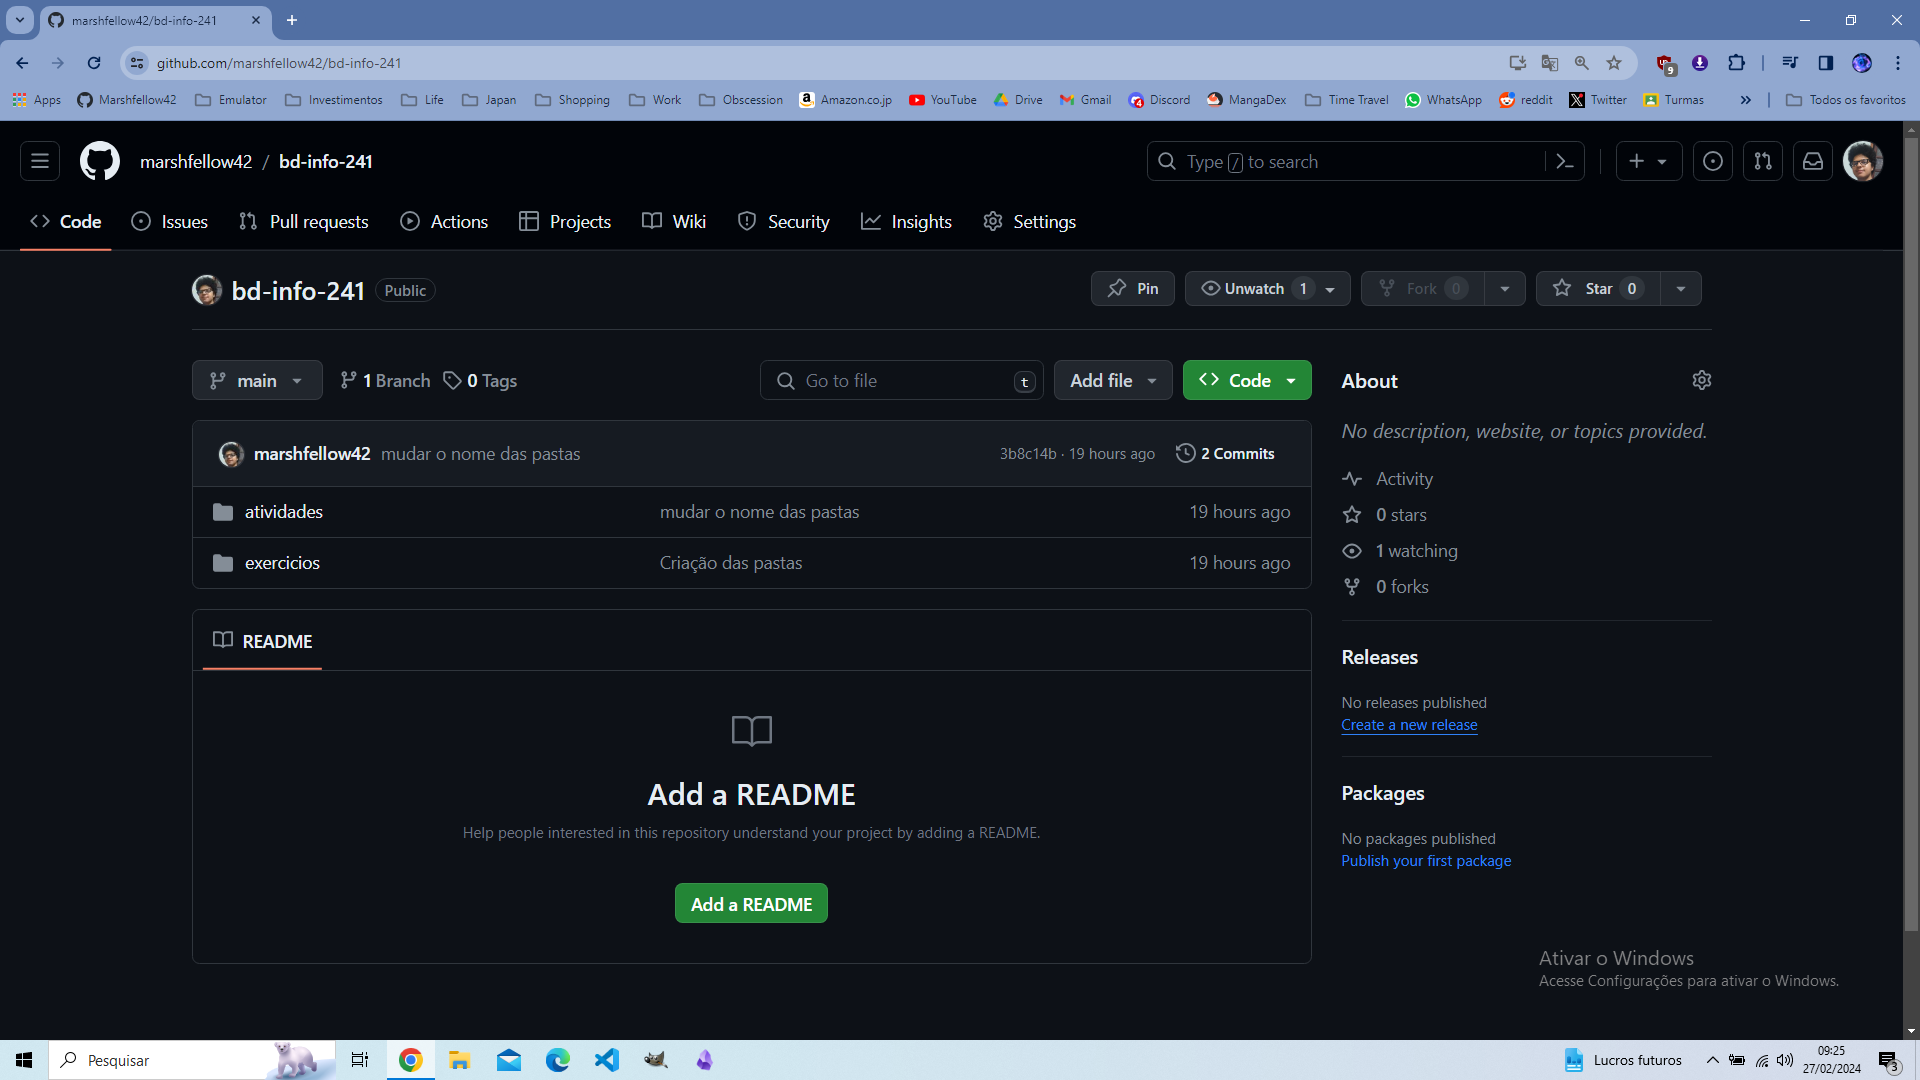 marshfellow42/bd-info-241
github.com/marshfellow42/bd-info-241
9
Apps Marshfellow42 Emulator Investimentos Life Japan Shopping Work Obscession Amazon.co.jp YouTube Drive Gmail Discord MangaDex Time Travel WhatsApp reddit Twitter Turmas Todos os favoritos
marshfellow42 / bd-info-241
Type / to search
Code Issues Pull requests Actions Projects Wiki Security Insights Settings
bd-info-241 Public
Pin Unwatch 1 Fork 0 Star 0
main 1 Branch 0 Tags Go to file t Add file Code
marshfellow42 mudar o nome das pastas 3b8c14b · 19 hours ago 2 Commits
atividades mudar o nome das pastas 19 hours ago
exercicios Criação das pastas 19 hours ago
README
Add a README
Help people interested in this repository understand your project by adding a README.
Add a README
About
No description, website, or topics provided.
Activity
0 stars
1 watching
0 forks
Releases
No releases published
Create a new release
Packages
No packages published
Publish your first package
Ativar o Windows
Acesse Configurações para ativar o Windows.
Pesquisar
Lucros futuros
09:25
27/02/2024
3